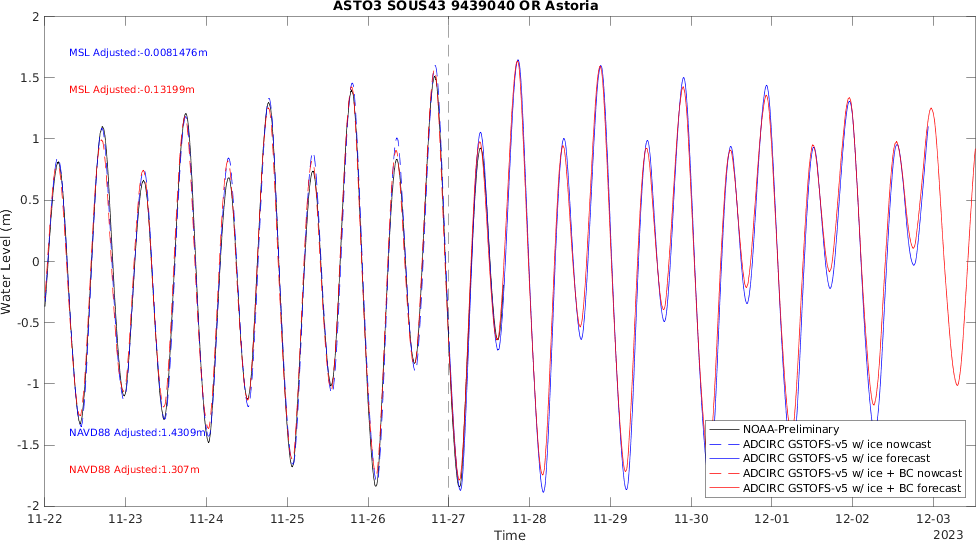 ASTO3 SOUS43 9439040 OR Astoria
2
1.5
1
0.5
0
-0.5
-1
-1.5
-2
Water Level (m)
MSL Adjusted:-0.0081476m
MSL Adjusted:-0.13199m
NAVD88 Adjusted:1.4309m
NAVD88 Adjusted:1.307m
NOAA-Preliminary
ADCIRC GSTOFS-v5 w/ ice nowcast
ADCIRC GSTOFS-v5 w/ ice forecast
ADCIRC GSTOFS-v5 w/ ice + BC nowcast
ADCIRC GSTOFS-v5 w/ ice + BC forecast
11-22 11-23 11-24 11-25 11-26 11-27 11-28 11-29 11-30 12-01 12-02 12-03
Time
2023